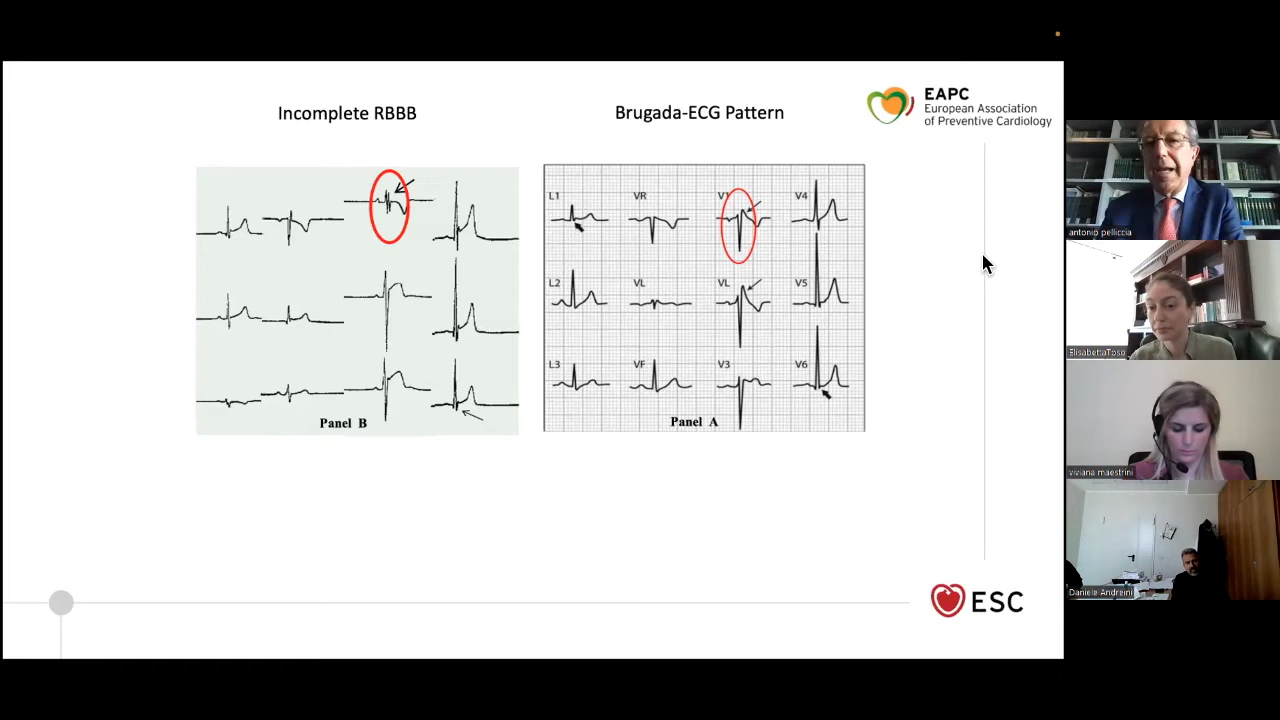 Incomplete RBBB
Brugada-ECG Pattern
EAPC
European Association
of Preventive Cardiology
L1
VR
V1
V4
L2
VL
VL
V5
L3
VF
V3
V6
Panel B
Panel A
ESC
antonio pelliccia
ElisabettaToso
viviana maestrini
Daniele Andreini